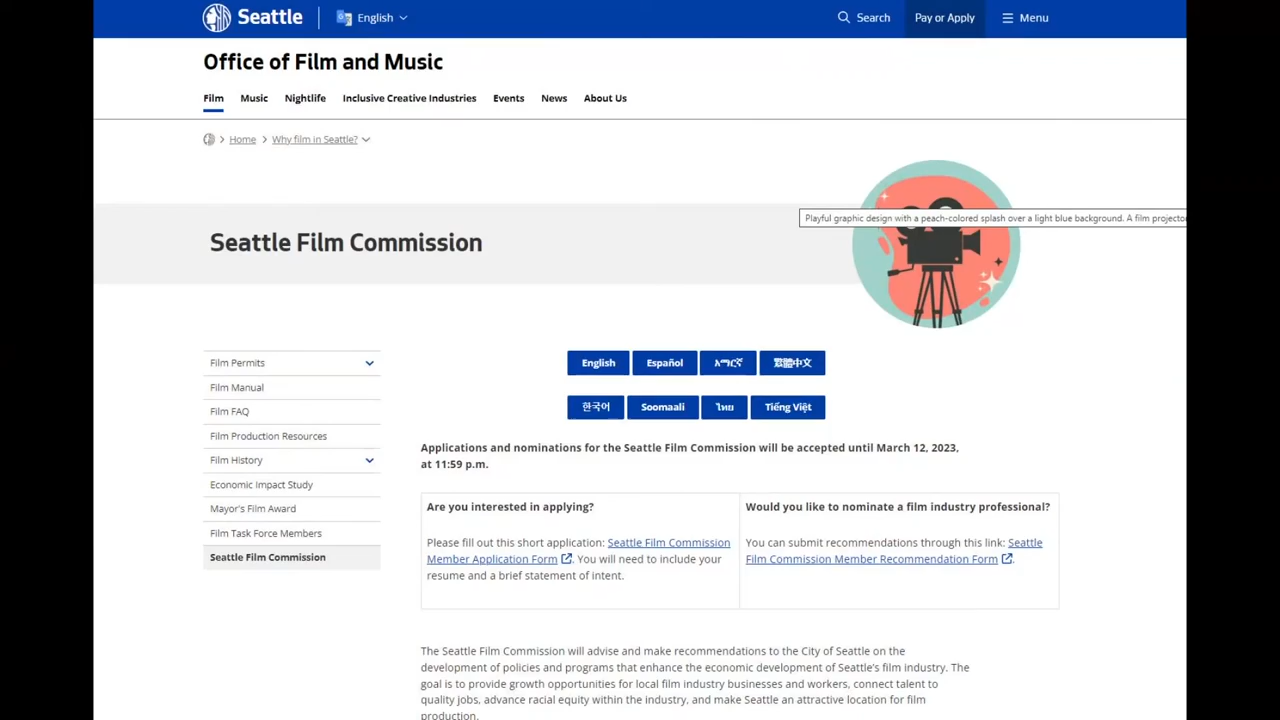 Seattle
English
Search
Pay or Apply
Menu
Office of Film and Music
Film
Music
Nightlife
Inclusive Creative Industries
Events
News
About Us
Home
Why film in Seattle?
Playful graphic design with a peach-colored splash over a light blue background. A film projecto
Seattle Film Commission
Film Permits
Film Manual
Film FAQ
Film Production Resources
Film History
Economic Impact Study
Mayor's Film Award
Film Task Force Members
Seattle Film Commission
English
Español
አማርኛ
繁體中文
한국어
Soomaali
ไทย
Tiếng Việt
Applications and nominations for the Seattle Film Commission will be accepted until March 12, 2023,
at 11:59 p.m.
Are you interested in applying?
Please fill out this short application: Seattle Film Commission
Member Application Form. You will need to include your
resume and a brief statement of intent.
Would you like to nominate a film industry professional?
You can submit recommendations through this link: Seattle
Film Commission Member Recommendation Form.
The Seattle Film Commission will advise and make recommendations to the City of Seattle on the
development of policies and programs that enhance the economic development of Seattle's film industry. The
goal is to provide growth opportunities for local film industry businesses and workers, connect talent to
quality jobs, advance racial equity within the industry, and make Seattle an attractive location for film
production.